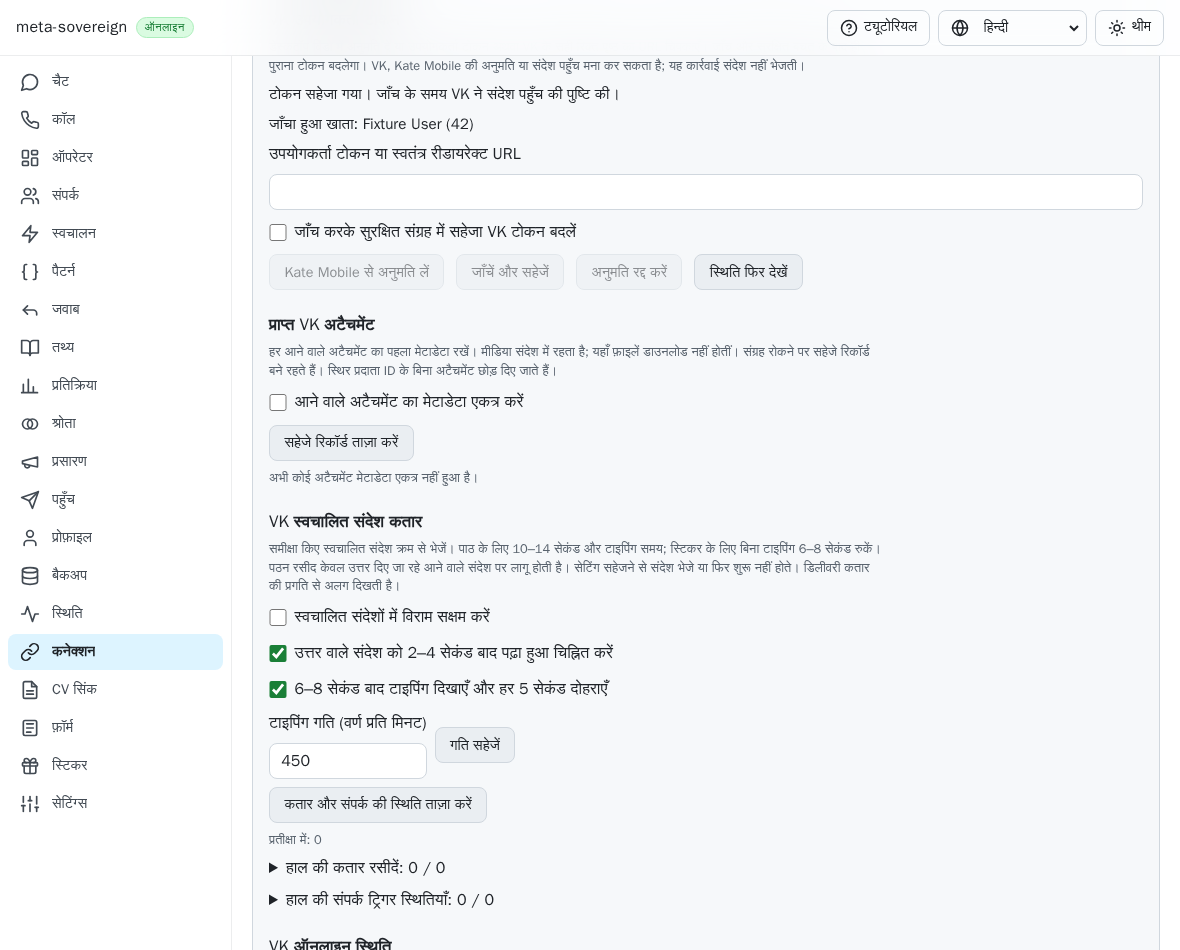 meta-sovereign ऑनलाइन
ट्यूटोरियल
हिन्दी
थीम
चैट
कॉल
ऑपरेटर
संपर्क
स्वचालन
पैटर्न
जवाब
तथ्य
प्रतिक्रिया
श्रोता
प्रसारण
पहुँच
प्रोफ़ाइल
बैकअप
स्थिति
कनेक्शन
CV सिंक
फ़ॉर्म
स्टिकर
सेटिंग्स
पुराना टोकन बदलेगा। VK, Kate Mobile की अनुमति या संदेश पहुँच मना कर सकता है; यह कार्रवाई संदेश नहीं भेजती।
टोकन सहेजा गया। जाँच के समय VK ने संदेश पहुँच की पुष्टि की।
जाँचा हुआ खाता: Fixture User (42)
उपयोगकर्ता टोकन या स्वतंत्र रीडायरेक्ट URL
जाँच करके सुरक्षित संग्रह में सहेजा VK टोकन बदलें
Kate Mobile से अनुमति लें
जाँचें और सहेजें
अनुमति रद्द करें
स्थिति फिर देखें
प्राप्त VK अटैचमेंट
हर आने वाले अटैचमेंट का पहला मेटाडेटा रखें। मीडिया संदेश में रहता है; यहाँ फ़ाइलें डाउनलोड नहीं होतीं। संग्रह रोकने पर सहेजे रिकॉर्ड
बने रहते हैं। स्थिर प्रदाता ID के बिना अटैचमेंट छोड़ दिए जाते हैं।
आने वाले अटैचमेंट का मेटाडेटा एकत्र करें
सहेजे रिकॉर्ड ताज़ा करें
अभी कोई अटैचमेंट मेटाडेटा एकत्र नहीं हुआ है।
VK स्वचालित संदेश कतार
समीक्षा किए स्वचालित संदेश क्रम से भेजें। पाठ के लिए 10–14 सेकंड और टाइपिंग समय; स्टिकर के लिए बिना टाइपिंग 6–8 सेकंड रुकें।
पठन रसीद केवल उत्तर दिए जा रहे आने वाले संदेश पर लागू होती है। सेटिंग सहेजने से संदेश भेजे या फिर शुरू नहीं होते। डिलीवरी कतार
की प्रगति से अलग दिखती है।
स्वचालित संदेशों में विराम सक्षम करें
उत्तर वाले संदेश को 2–4 सेकंड बाद पढ़ा हुआ चिह्नित करें
6–8 सेकंड बाद टाइपिंग दिखाएँ और हर 5 सेकंड दोहराएँ
टाइपिंग गति (वर्ण प्रति मिनट)
450
गति सहेजें
कतार और संपर्क की स्थिति ताज़ा करें
प्रतीक्षा में: 0
हाल की कतार रसीदें: 0 / 0
हाल की संपर्क ट्रिगर स्थितियाँ: 0 / 0
VK ऑनलाइन स्थिति